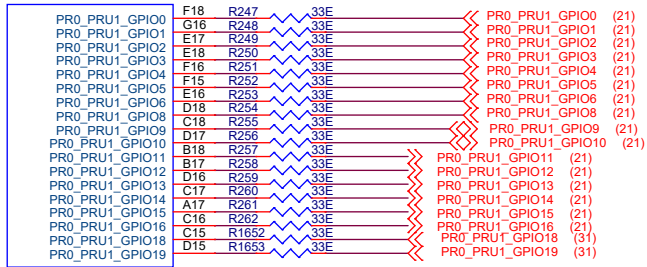 PR0_PRU1_GPIO0 F18 R247 33E PR0_PRU1_GPIO0 (21)
PR0_PRU1_GPIO1 G16 R248 33E PR0_PRU1_GPIO1 (21)
PR0_PRU1_GPIO2 E17 R249 33E PR0_PRU1_GPIO2 (21)
PR0_PRU1_GPIO3 E18 R250 33E PR0_PRU1_GPIO3 (21)
PR0_PRU1_GPIO4 F16 R251 33E PR0_PRU1_GPIO4 (21)
PR0_PRU1_GPIO5 F15 R252 33E PR0_PRU1_GPIO5 (21)
PR0_PRU1_GPIO6 E16 R253 33E PR0_PRU1_GPIO6 (21)
PR0_PRU1_GPIO8 D18 R254 33E PR0_PRU1_GPIO8 (21)
PR0_PRU1_GPIO9 C18 R255 33E PR0_PRU1_GPIO9 (21)
PR0_PRU1_GPIO10 D17 R256 33E PR0_PRU1_GPIO10 (21)
PR0_PRU1_GPIO11 B18 R257 33E PR0_PRU1_GPIO11 (21)
PR0_PRU1_GPIO12 B17 R258 33E PR0_PRU1_GPIO12 (21)
PR0_PRU1_GPIO13 D16 R259 33E PR0_PRU1_GPIO13 (21)
PR0_PRU1_GPIO14 C17 R260 33E PR0_PRU1_GPIO14 (21)
PR0_PRU1_GPIO15 A17 R261 33E PR0_PRU1_GPIO15 (21)
PR0_PRU1_GPIO16 C16 R262 33E PR0_PRU1_GPIO16 (21)
PR0_PRU1_GPIO18 C15 R1652 33E PR0_PRU1_GPIO18 (31)
PR0_PRU1_GPIO19 D15 R1653 33E PR0_PRU1_GPIO19 (31)